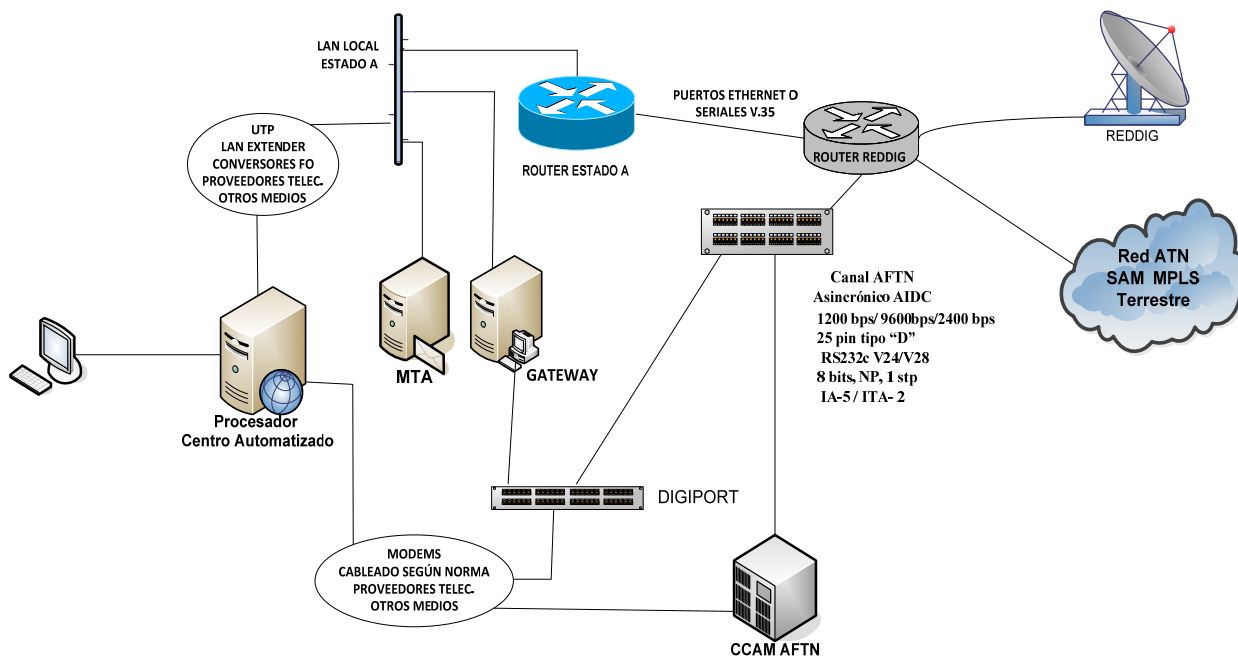 LAN LOCAL
ESTADO A
UTP
LAN EXTENDER
CONVERSORES FO
PROVEEDORES TELEC.
OTROS MEDIOS
ROUTER ESTADO A
PUERTOS ETHERNET O
SERIALES V.35
ROUTER REDDIG
REDDIG
Red ATN
SAM MPLS
Terrestre
Canal AFTN
Asincrónico AIDC
1200 bps/ 9600bps/2400 bps
25 pin tipo “D”
RS232c V24/V28
8 bits, NP, 1 stp
IA-5 / ITA- 2
MTA
GATEWAY
Procesador
Centro Automatizado
DIGIPORT
MODEMS
CABLEADO SEGÚN NORMA
PROVEEDORES TELEC.
OTROS MEDIOS
CCAM AFTN